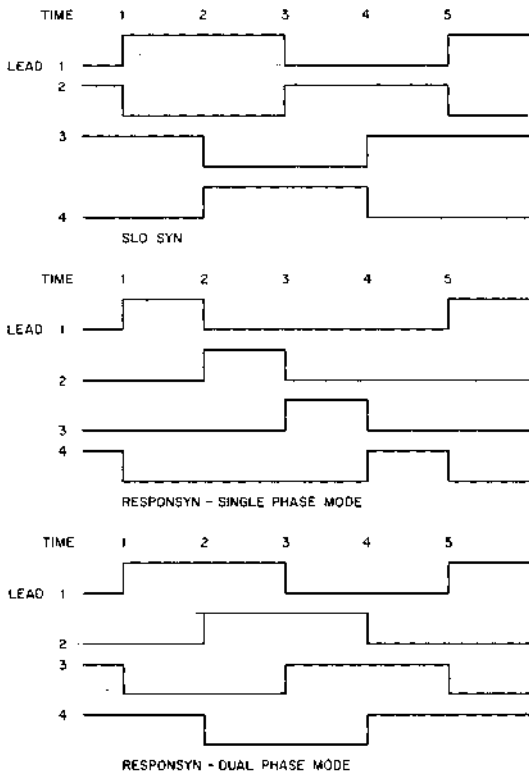 TIME 1 2 3 4 5
LEAD 1
2
3
4
SLO SYN
TIME 1 2 3 4 5
LEAD 1
2
3
4
RESPONSYN - SINGLE PHASE MODE
TIME 1 2 3 4 5
LEAD 1
2
3
4
RESPONSYN - DUAL PHASE MODE